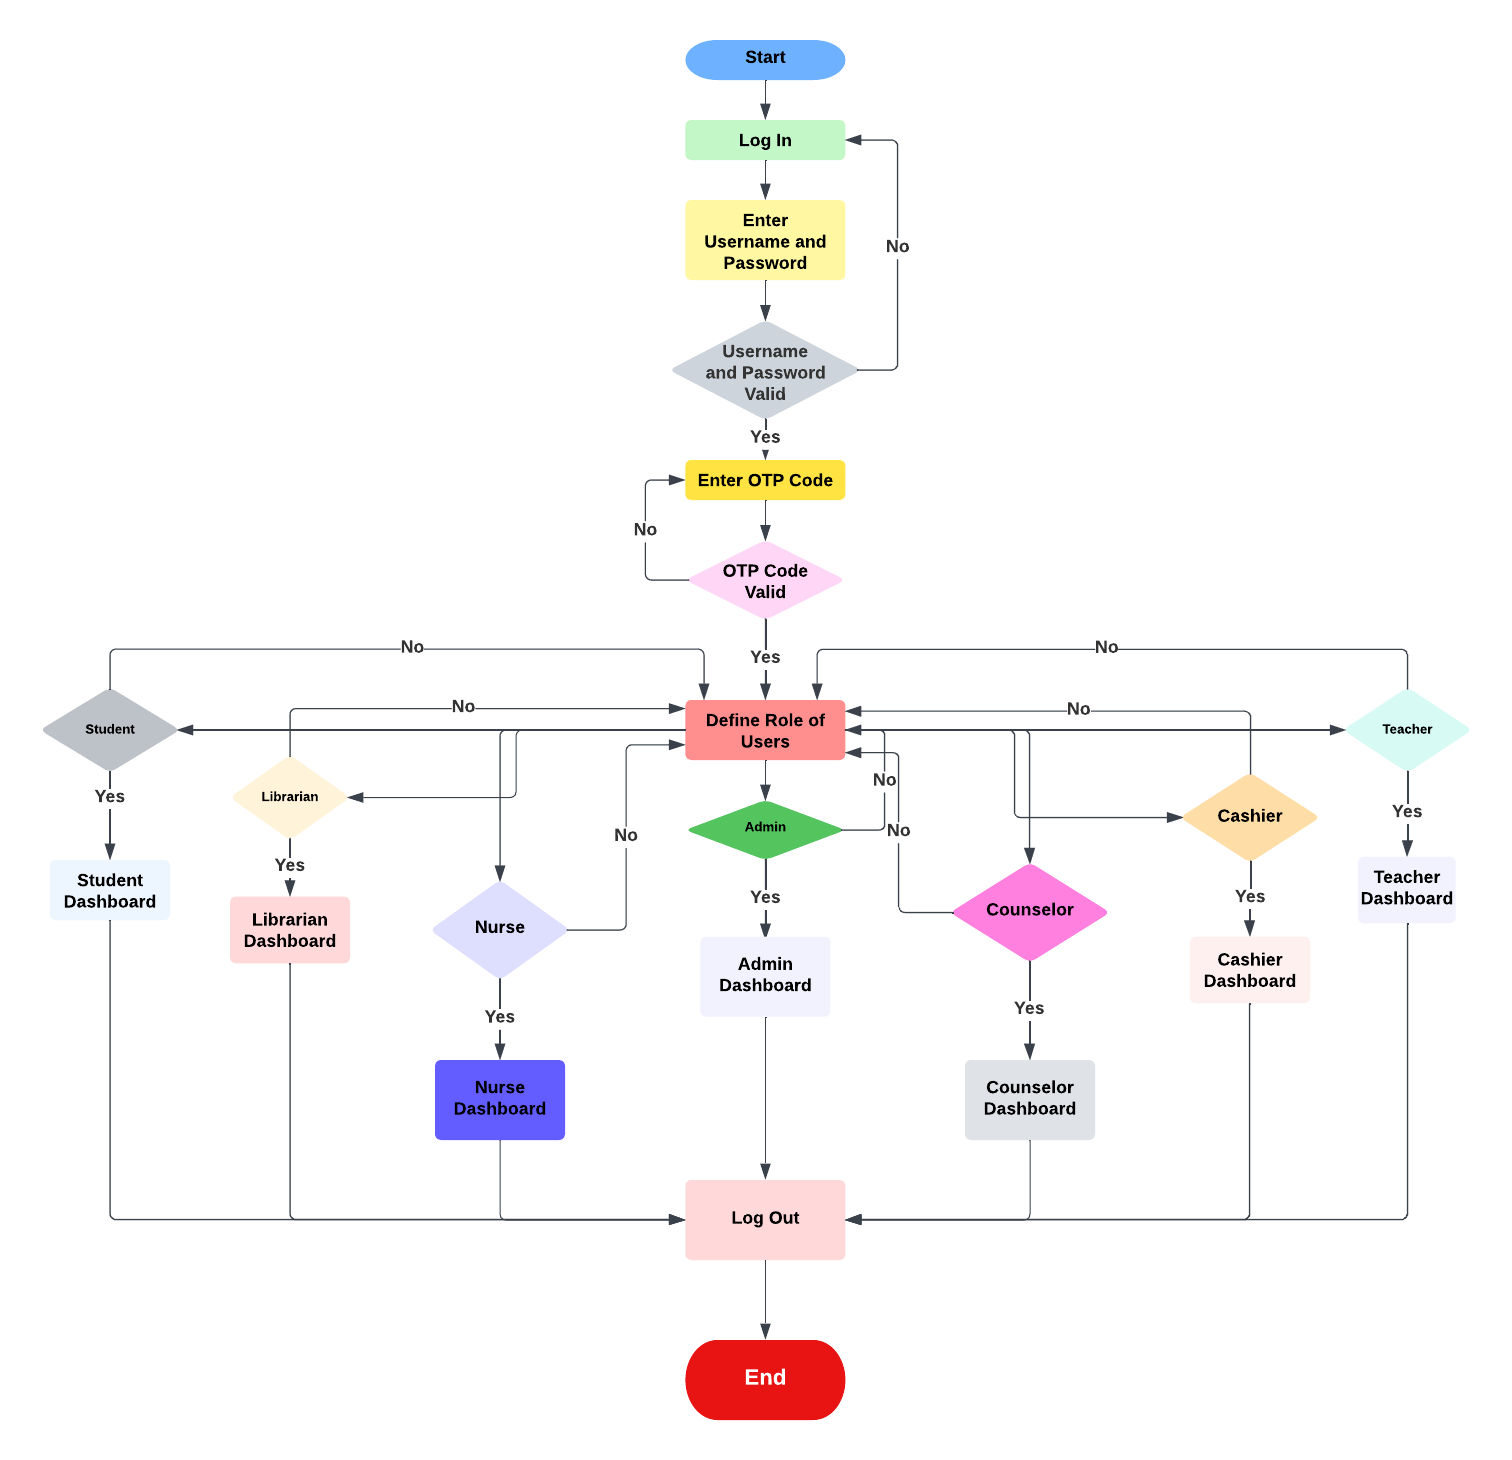 Start
Log In
Enter
Username and
Password
No
Username
and Password
Valid
Yes
Enter OTP Code
No
OTP Code
Valid
Yes
No
No
No
No
Define Role of
Users
Student
Librarian
Teacher
No
No
No
Admin
Cashier
Yes
Yes
Yes
Yes
Yes
Student
Dashboard
Librarian
Dashboard
Nurse
Counselor
Teacher
Dashboard
Admin
Dashboard
Cashier
Dashboard
Yes
Yes
Nurse
Dashboard
Counselor
Dashboard
Log Out
End